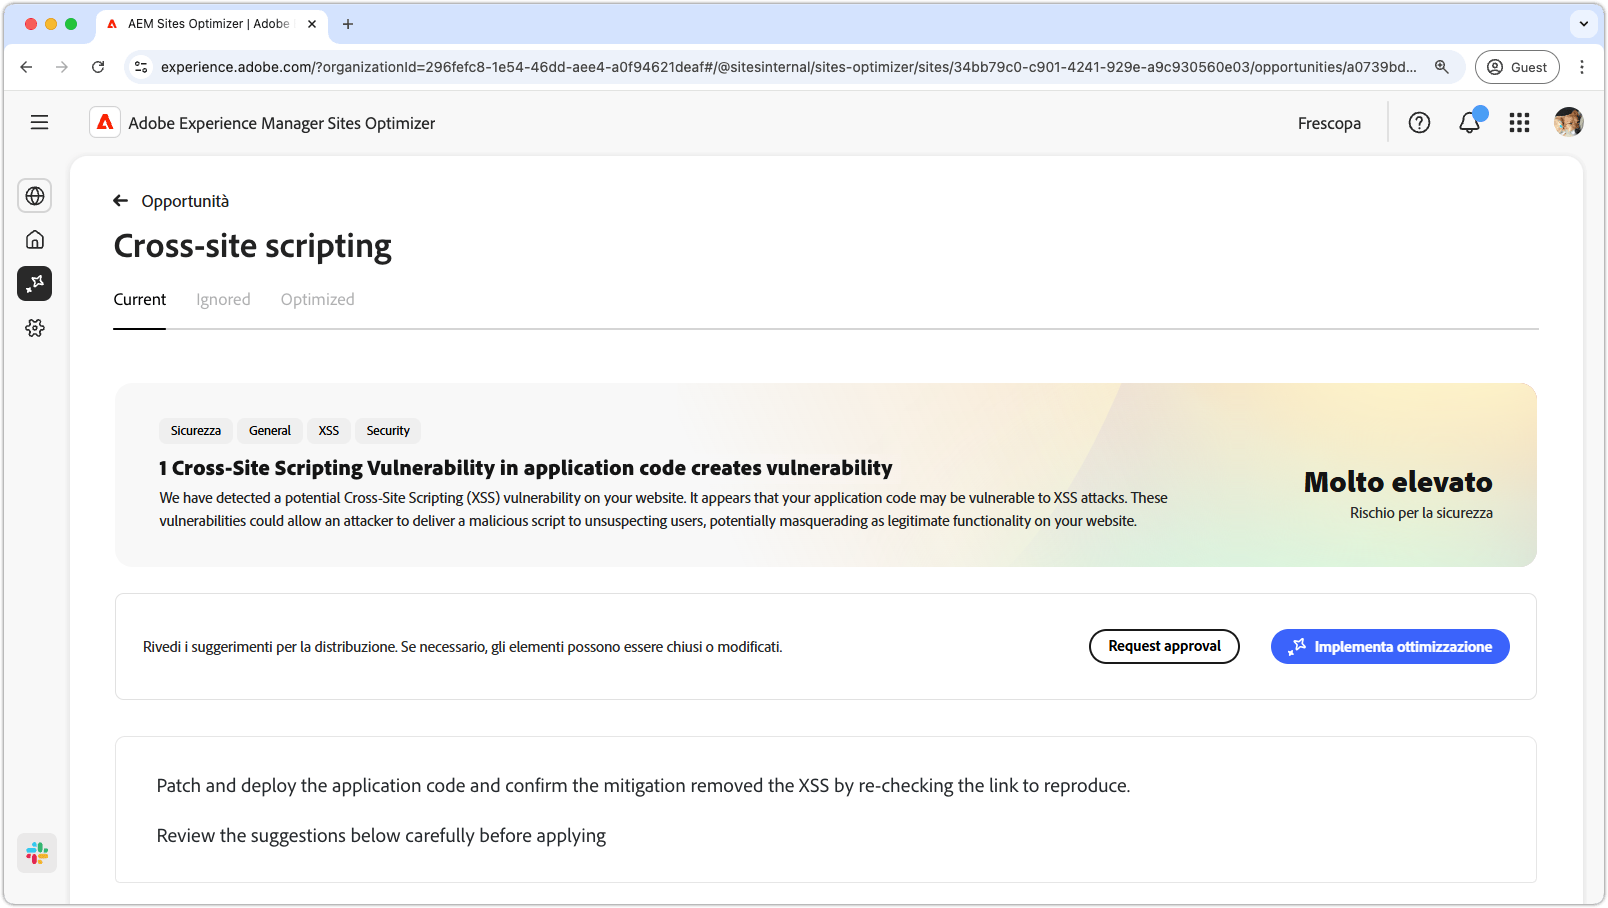 AEM Sites Optimizer | Adobe
experience.adobe.com/?organizationId=296fefc8-1e54-46dd-aee4-a0f94621deaf#/@sitesinternal/sites-optimizer/sites/34bb79c0-c901-4241-929e-a9c930560e03/opportunities/a0739bd...
Guest
Adobe Experience Manager Sites Optimizer
Frescopa
Opportunità
Cross-site scripting
Current Ignored Optimized
Sicurezza General XSS Security
1 Cross-Site Scripting Vulnerability in application code creates vulnerability
We have detected a potential Cross-Site Scripting (XSS) vulnerability on your website. It appears that your application code may be vulnerable to XSS attacks. These
vulnerabilities could allow an attacker to deliver a malicious script to unsuspecting users, potentially masquerading as legitimate functionality on your website.
Molto elevato
Rischio per la sicurezza
Rivedi i suggerimenti per la distribuzione. Se necessario, gli elementi possono essere chiusi o modificati.
Request approval
Implementa ottimizzazione
Patch and deploy the application code and confirm the mitigation removed the XSS by re-checking the link to reproduce.
Review the suggestions below carefully before applying